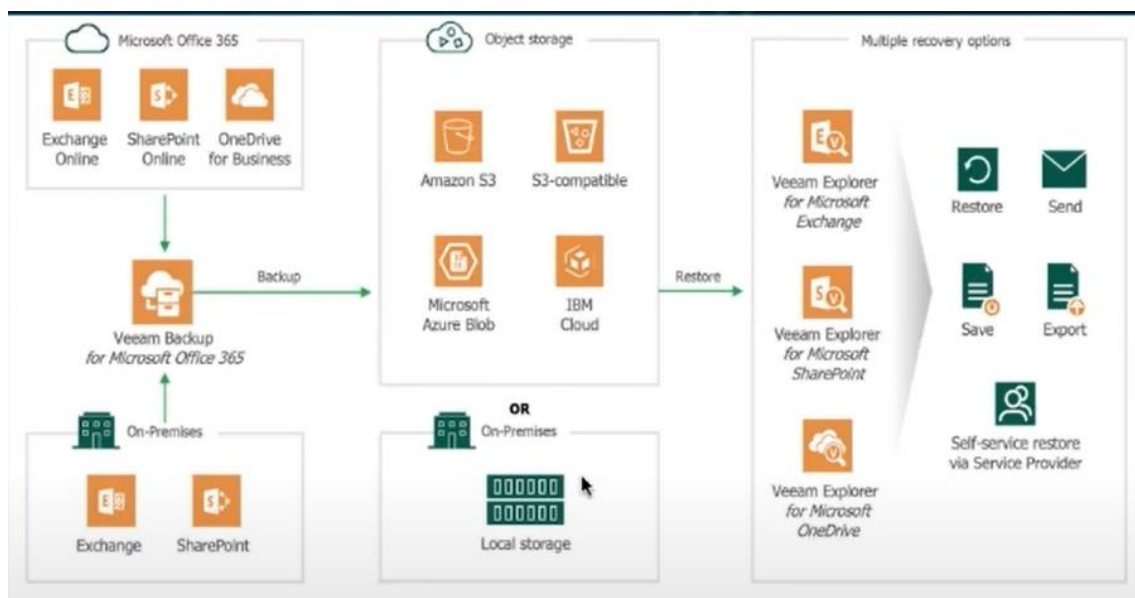 Microsoft Office 365
Exchange
Online
SharePoint
Online
OneDrive
for Business
Veeam Backup
for Microsoft Office 365
On-Premises
Exchange
SharePoint
Backup
Object storage
Amazon S3
S3-compatible
Microsoft
Azure Blob
IBM
Cloud
OR
On-Premises
Local storage
Restore
Multiple recovery options
Veeam Explorer
for Microsoft
Exchange
Veeam Explorer
for Microsoft
SharePoint
Veeam Explorer
for Microsoft
OneDrive
Restore
Send
Save
Export
Self-service restore
via Service Provider